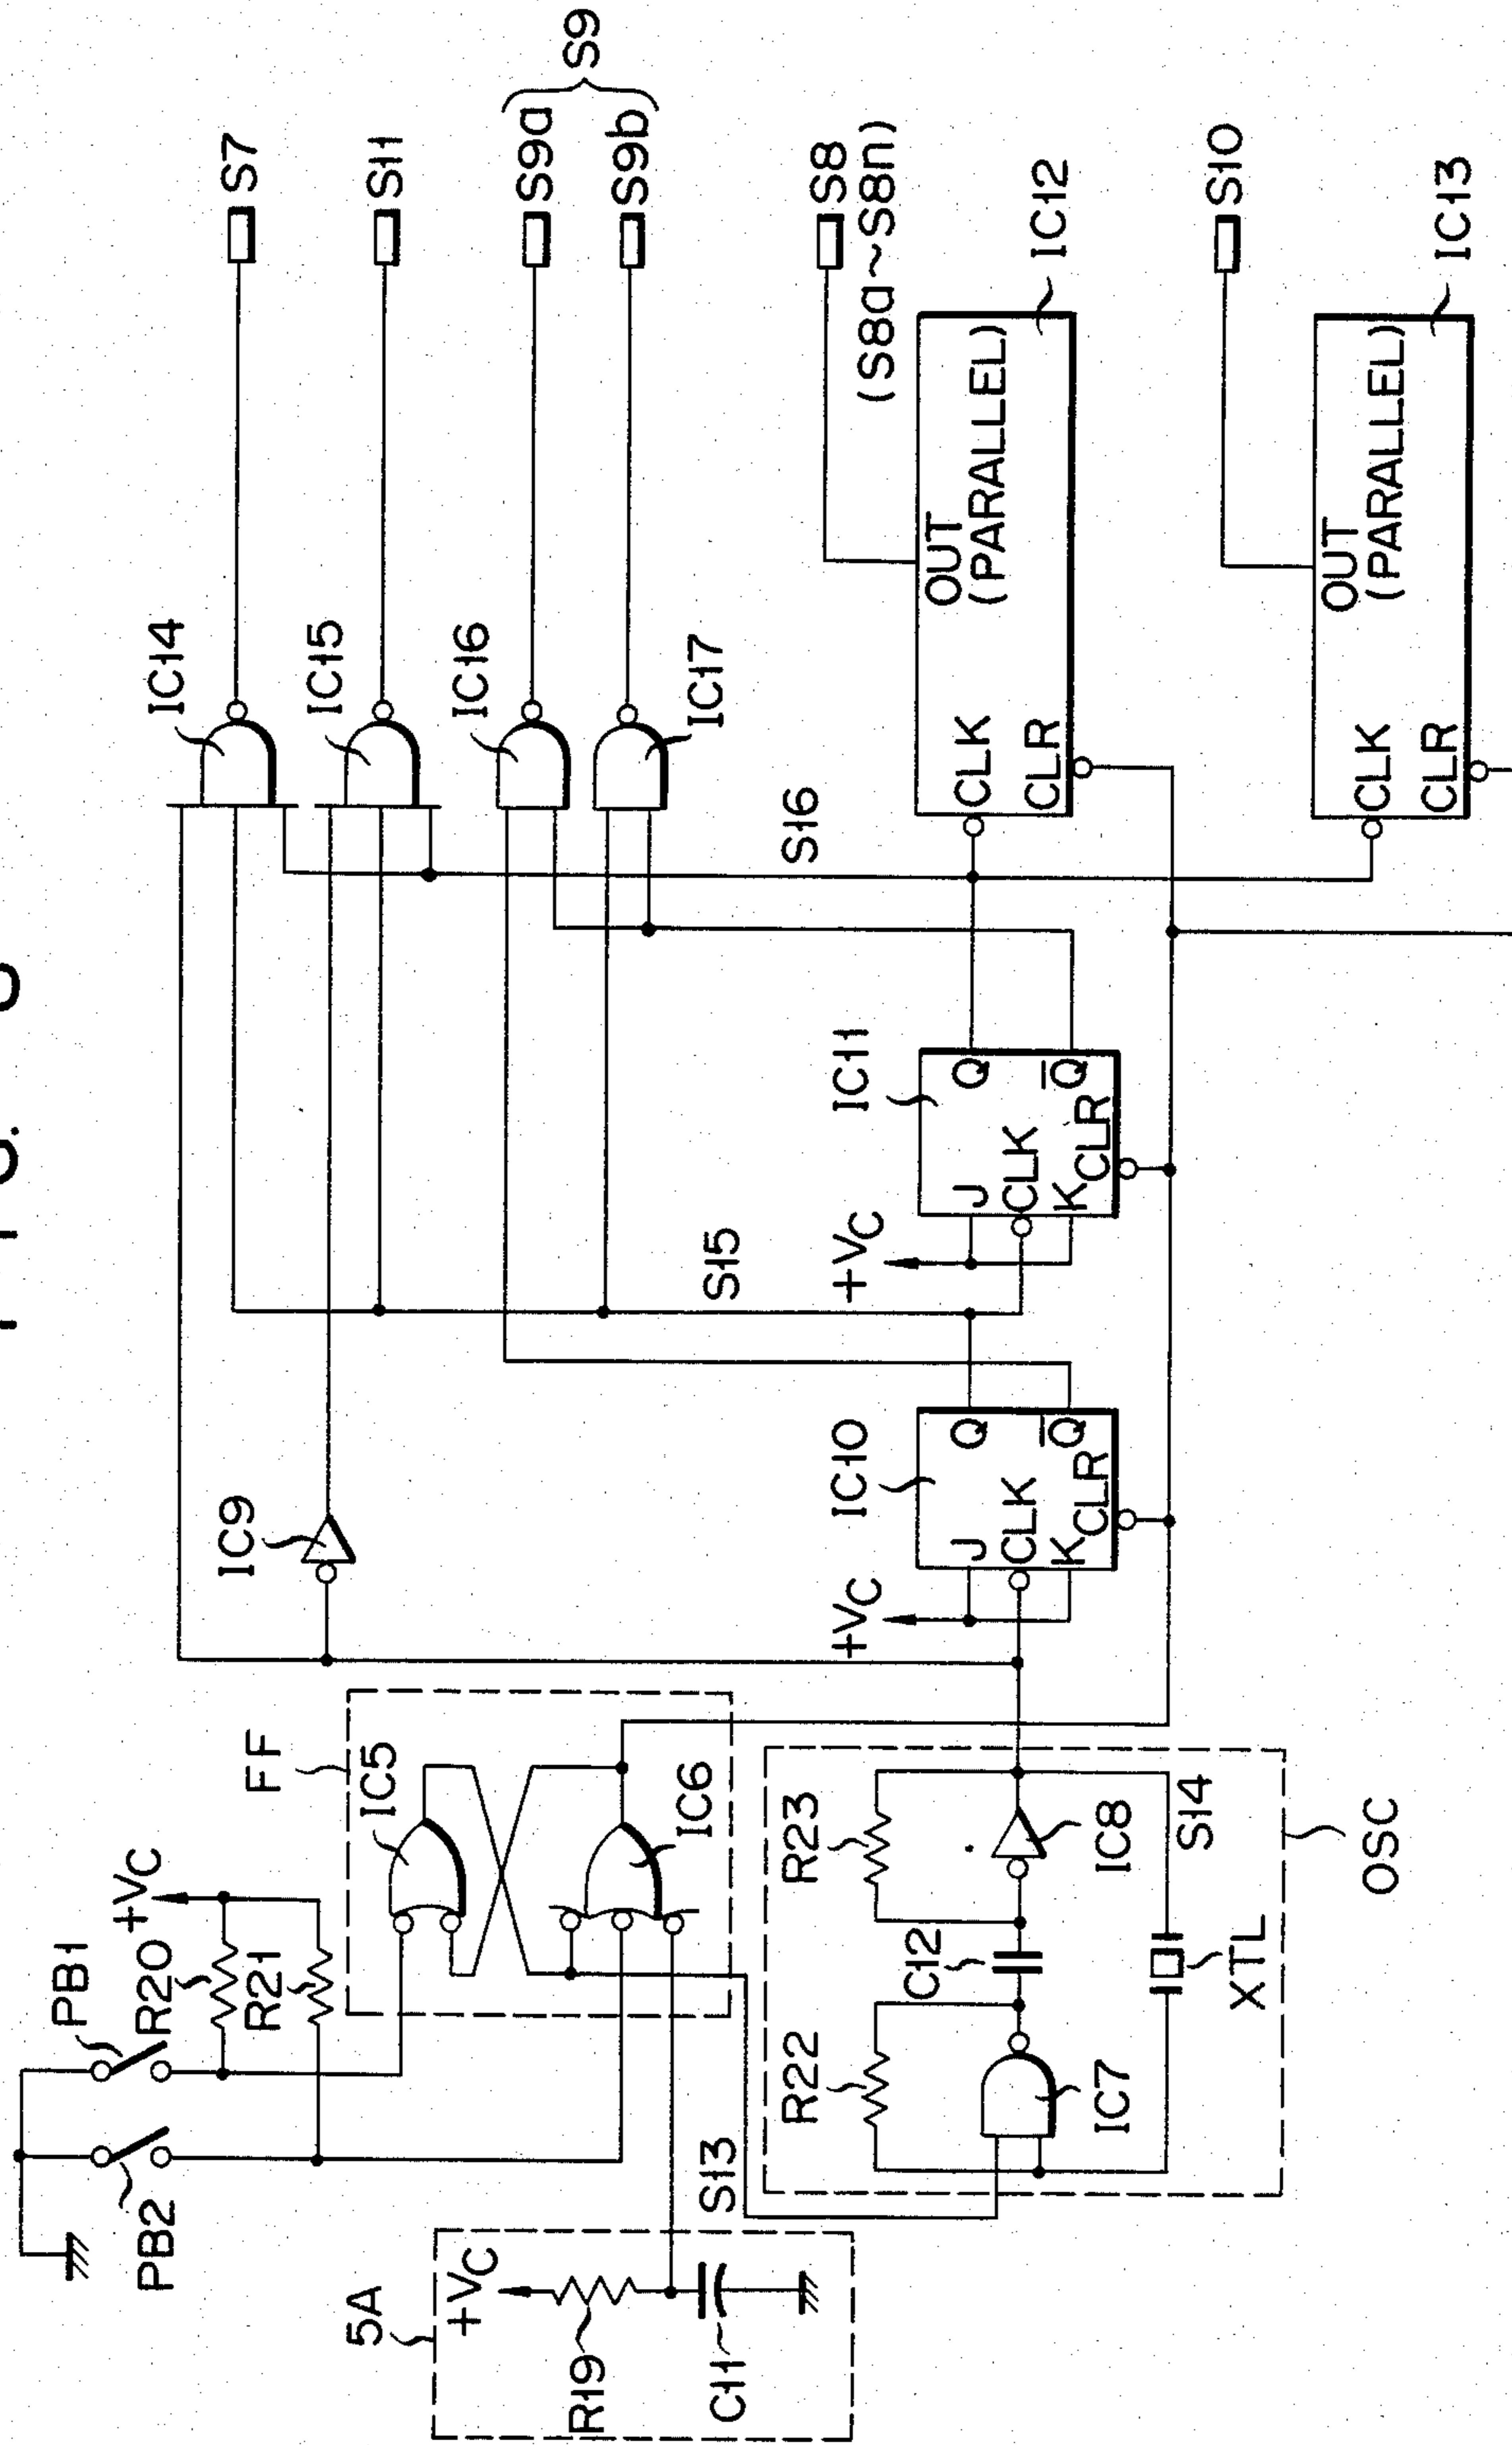 S7
S11
S9a
S9b
S9
S8
(S8a~S8n)
S10
IC14
IC15
IC16
IC17
IC12
OUT
(PARALLEL)
CLK
CLR
IC13
OUT
(PARALLEL)
CLK
CLR
S16
S15
IC11
+VC
J
CLK
K
CLR
Q
Q̅
IC10
+VC
J
CLK
K
CLR
Q
Q̅
IC9
FF
IC5
IC6
+VC
PB1
R20
R21
PB2
R23
IC8
S14
OSC
C12
XTL
R22
IC7
S13
5A
+VC
R19
C11